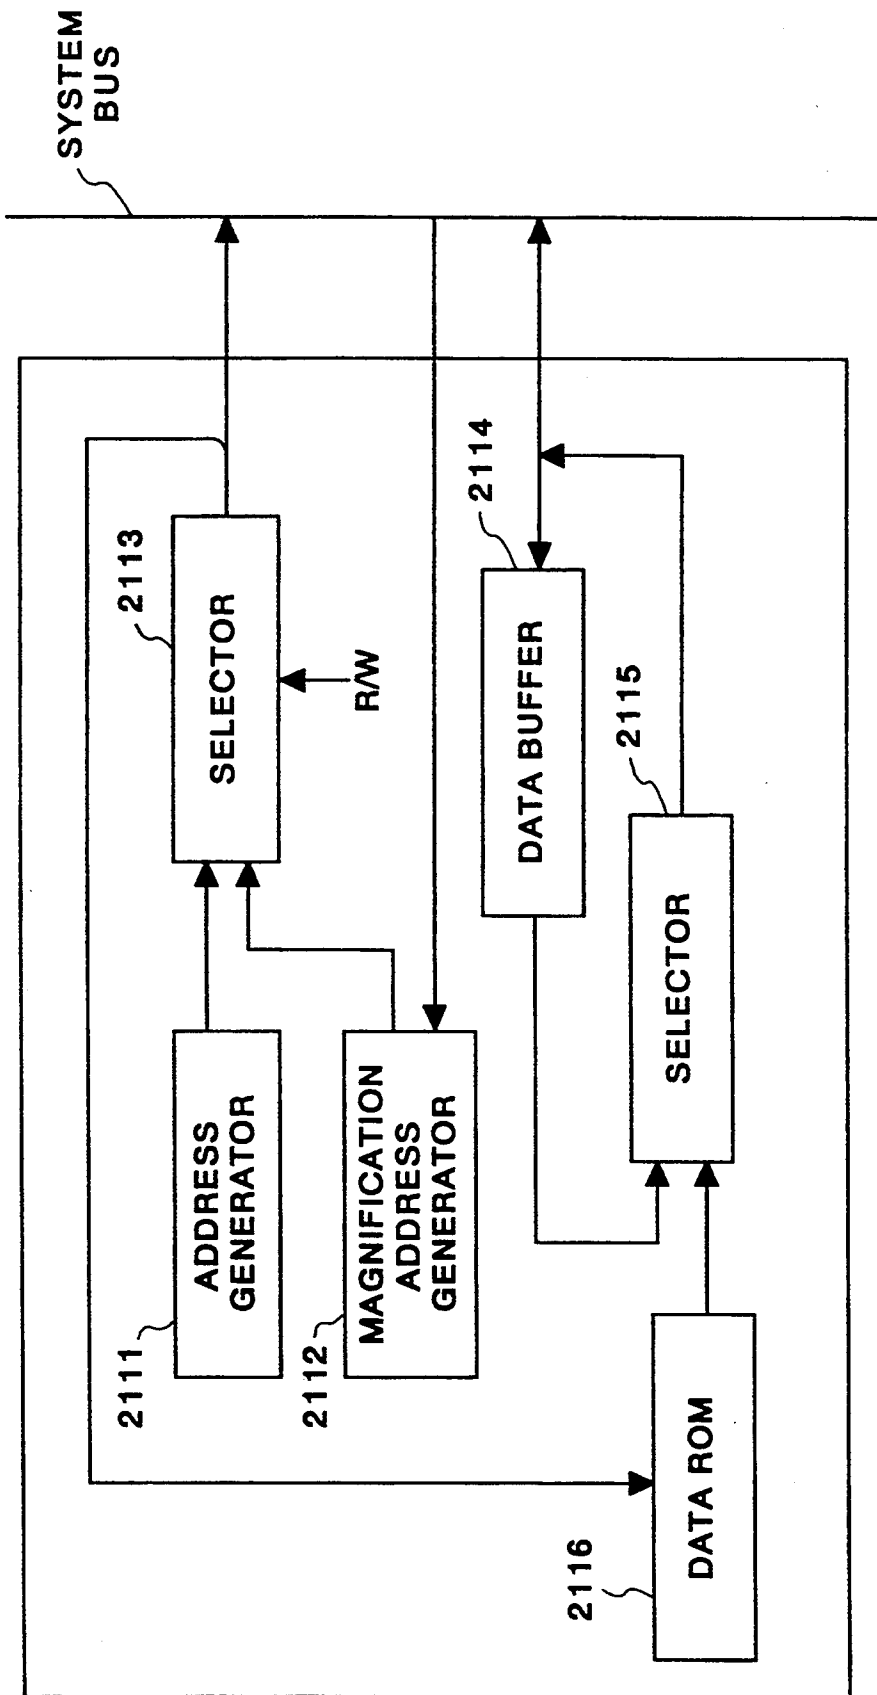 SYSTEM
BUS
2111
ADDRESS
GENERATOR
2113
SELECTOR
R/W
2112
MAGNIFICATION
ADDRESS
GENERATOR
2114
DATA BUFFER
2115
SELECTOR
2116
DATA ROM